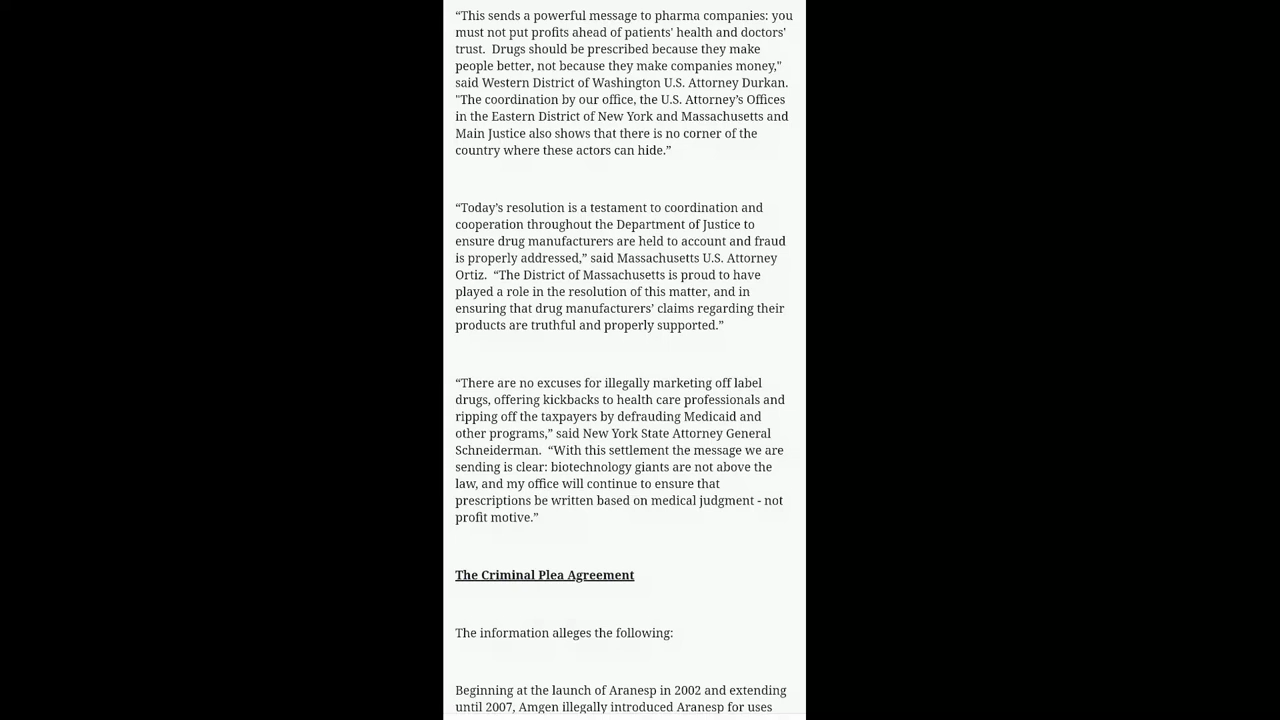 “This sends a powerful message to pharma companies: you
must not put profits ahead of patients' health and doctors’
trust.  Drugs should be prescribed because they make
people better, not because they make companies money,"
said Western District of Washington U.S. Attorney Durkan.
"The coordination by our office, the U.S. Attorney’s Offices
in the Eastern District of New York and Massachusetts and
Main Justice also shows that there is no corner of the
country where these actors can hide.”
“Today’s resolution is a testament to coordination and
cooperation throughout the Department of Justice to
ensure drug manufacturers are held to account and fraud
is properly addressed,” said Massachusetts U.S. Attorney
Ortiz.  “The District of Massachusetts is proud to have
played a role in the resolution of this matter, and in
ensuring that drug manufacturers’ claims regarding their
products are truthful and properly supported.”
“There are no excuses for illegally marketing off label
drugs, offering kickbacks to health care professionals and
ripping off the taxpayers by defrauding Medicaid and
other programs,” said New York State Attorney General
Schneiderman.  “With this settlement the message we are
sending is clear: biotechnology giants are not above the
law, and my office will continue to ensure that
prescriptions be written based on medical judgment - not
profit motive.”
The Criminal Plea Agreement
The information alleges the following:
Beginning at the launch of Aranesp in 2002 and extending
until 2007, Amgen illegally introduced Aranesp for uses